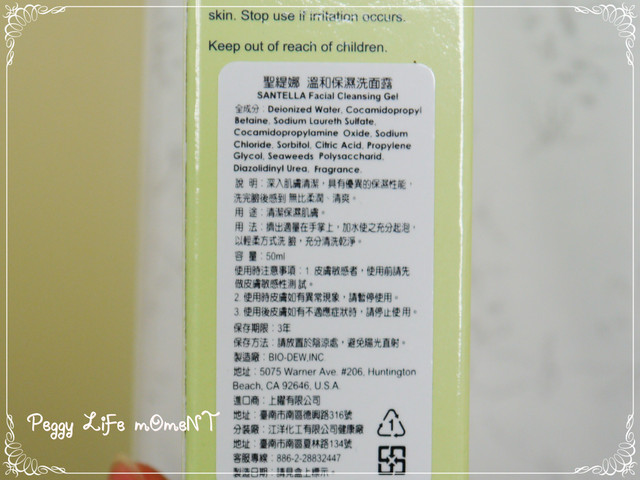 skin. Stop use if irritation occurs.
Keep out of reach of children.
聖緹娜 溫和保濕洗面露
SANTELLA Facial Cleansing Gel
全成分：Deionized Water, Cocamidopropyl
Betaine, Sodium Laureth Sulfate,
Cocamidopropylamine Oxide, Sodium
Chloride, Sorbitol, Citric Acid, Propylene
Glycol, Seaweeds Polysaccharid,
Diazolidinyl Urea, Fragrance.
說 明：深入肌膚清潔，具有優異的保濕性能，
洗完臉後感到 無比柔潤、清爽。
用 途：清潔保濕肌膚。
用 法：擠出適量在手掌上，加水使之充分起泡，
以輕柔方式洗 臉，充分清洗乾淨。
容 量：50ml
使用時注意事項：1. 皮膚敏感者，使用前請先
做皮膚敏感性測 試。
2. 使用時皮膚如有異常現象，請暫停使用。
3. 使用後皮膚如有不適應症狀時，請停止使 用。
保存期限：3年
保存方法：請放置於陰涼處，避免陽光直射。
製造廠：BIO-DEW,INC.
地址：5075 Warner Ave. #206, Huntington
Beach, CA 92646, U.S.A.
進口商：上耀有限公司
地址：臺南市南區德興路316號
分裝廠：江洋化工有限公司健康廠
地址：臺南市南區夏林路134號
客服專線：886-2-28832447
製造日期：請見盒上標示。
1
Peggy LiFe mOmeNT